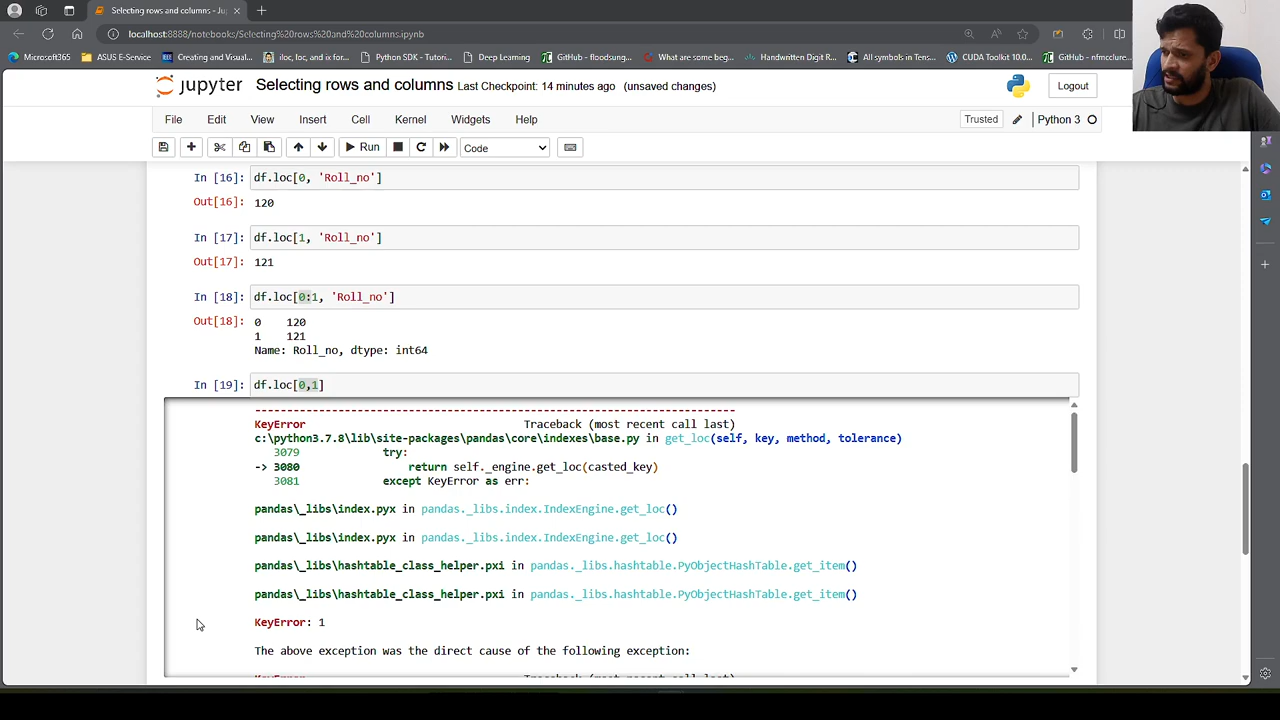 Selecting rows and columns - Ju
localhost:8888/notebooks/Selecting%20rows%20and%20columns.ipynb
Microsoft365
ASUS E-Service
Creating and Visual...
iloc, loc, and ix for...
Python SDK - Tutori...
Deep Learning
GitHub - floodsung...
What are some beg...
Handwritten Digit R...
All symbols in Tens...
CUDA Toolkit 10.0...
GitHub - nfmcclure...
jupyter Selecting rows and columns Last Checkpoint: 14 minutes ago (unsaved changes)
Logout
File Edit View Insert Cell Kernel Widgets Help
Trusted
Python 3
Run
Code
In [16]: df.loc[0, 'Roll_no']
Out[16]: 120
In [17]: df.loc[1, 'Roll_no']
Out[17]: 121
In [18]: df.loc[0:1, 'Roll_no']
Out[18]: 0 120
1 121
Name: Roll_no, dtype: int64
In [19]: df.loc[0,1]
---------------------------------------------------------------------------
KeyError Traceback (most recent call last)
c:\python3.7.8\lib\site-packages\pandas\core\indexes\base.py in get_loc(self, key, method, tolerance)
3079 try:
-> 3080 return self._engine.get_loc(casted_key)
3081 except KeyError as err:
pandas\_libs\index.pyx in pandas._libs.index.IndexEngine.get_loc()
pandas\_libs\index.pyx in pandas._libs.index.IndexEngine.get_loc()
pandas\_libs\hashtable_class_helper.pxi in pandas._libs.hashtable.PyObjectHashTable.get_item()
pandas\_libs\hashtable_class_helper.pxi in pandas._libs.hashtable.PyObjectHashTable.get_item()
KeyError: 1
The above exception was the direct cause of the following exception:
KeyError Traceback (most recent call last)